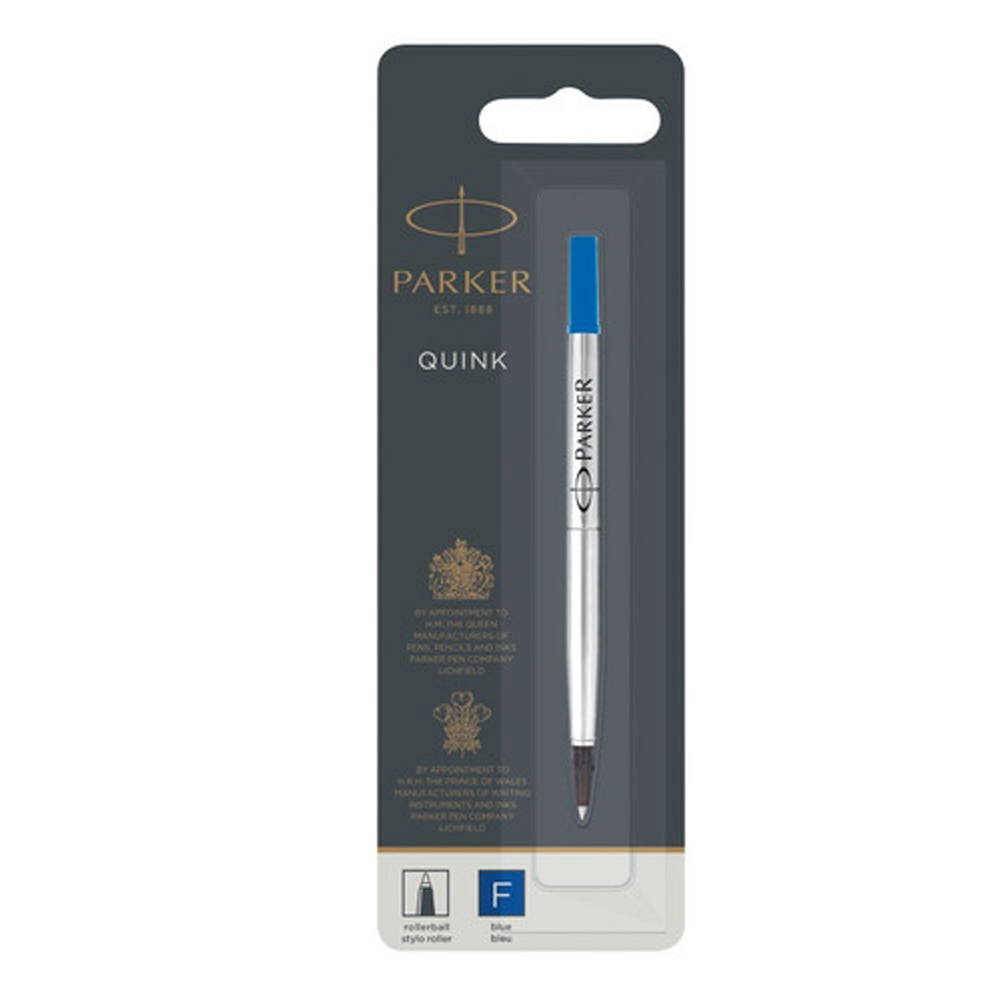 PARKER
EST. 1888
QUINK
PARKER
BY APPOINTMENT TO
H.M. THE QUEEN
MANUFACTURERS OF
PENS, PENCILS AND INKS
PARKER PEN COMPANY
LICHFIELD
BY APPOINTMENT TO
H.R.H. THE PRINCE OF WALES
MANUFACTURERS OF WRITING
INSTRUMENTS AND INKS
PARKER PEN COMPANY
LICHFIELD
F
rollerball
stylo roller
blue
bleu